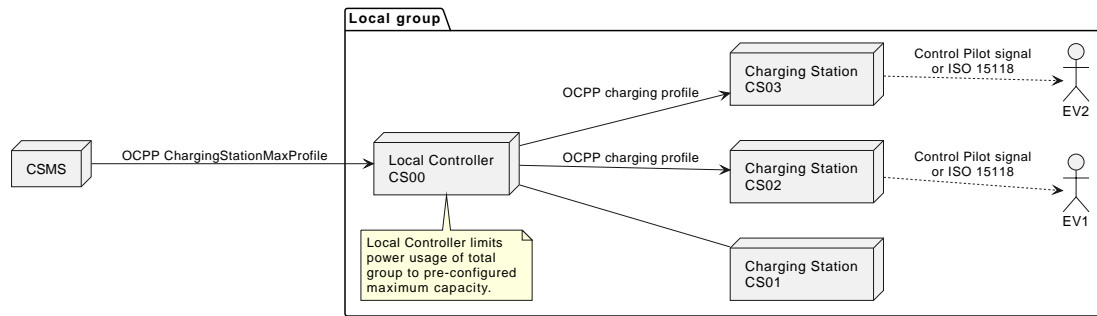 Local group
Charging Station
CS03
Control Pilot signal
or ISO 15118
EV2
OCPP charging profile
CSMS
OCPP ChargingStationMaxProfile
Local Controller
CS00
OCPP charging profile
Charging Station
CS02
Control Pilot signal
or ISO 15118
EV1
Local Controller limits
power usage of total
group to pre-configured
maximum capacity.
Charging Station
CS01